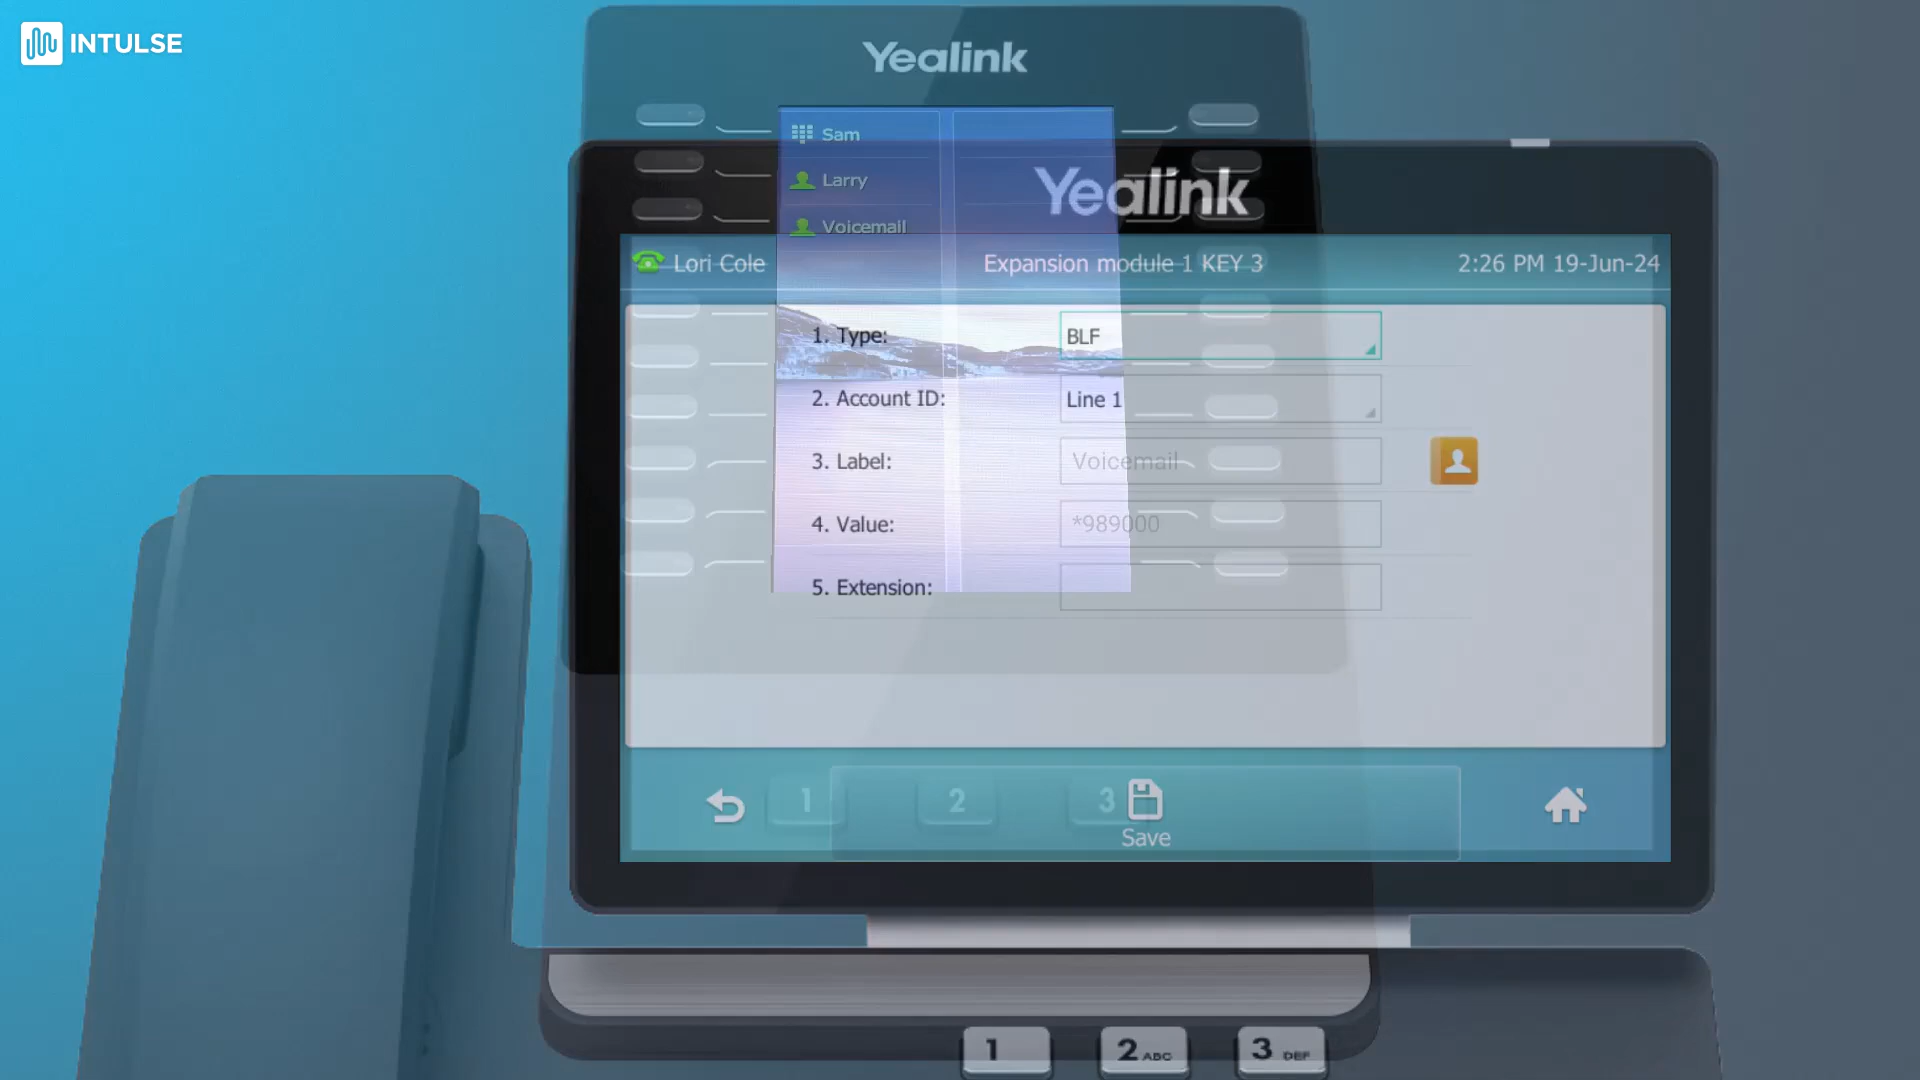 INTULSE
Yealink
Sam
Larry
Voicemail
Yealink
Lori Cole
Expansion module 1 KEY 3
2:26 PM 19-Jun-24
1. Type:
BLF
2. Account ID:
Line 1
3. Label:
Voicemail
4. Value:
*989000
5. Extension:
1
2
3
Save
1
2 ABC
3 DEF